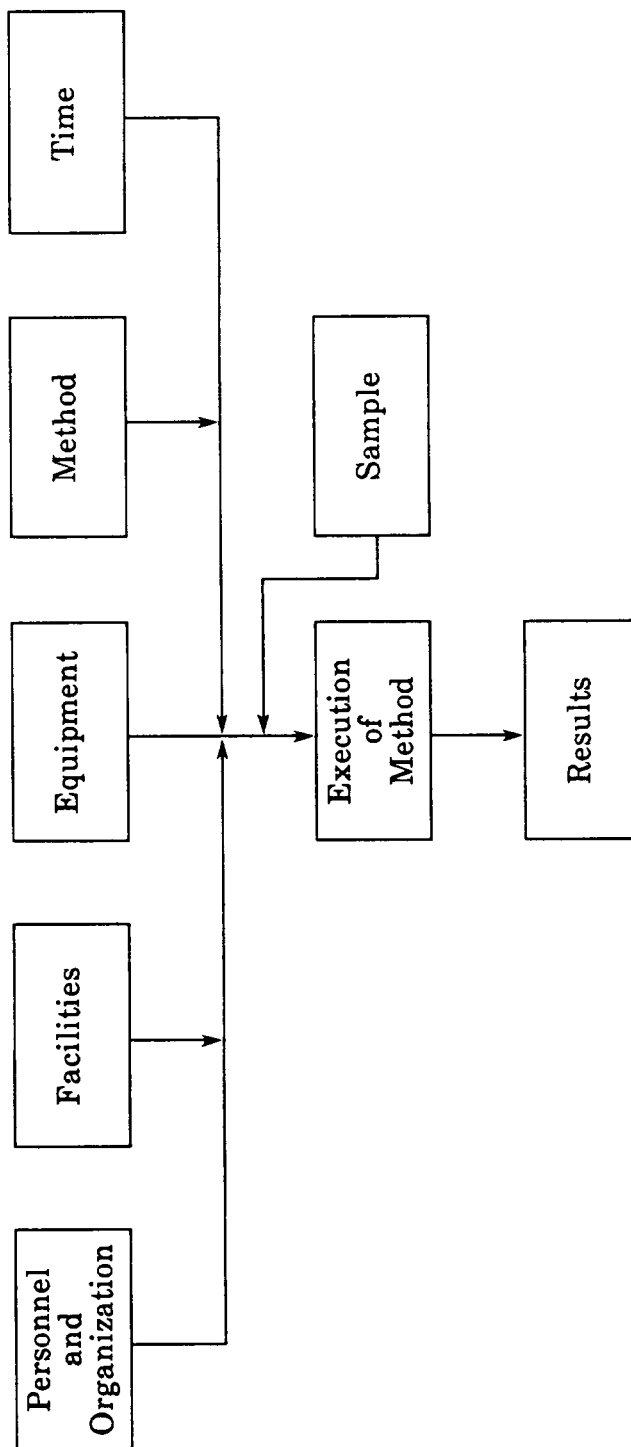 Personnel
and
Organization
Facilities
Equipment
Method
Time
Sample
Execution
of
Method
Results